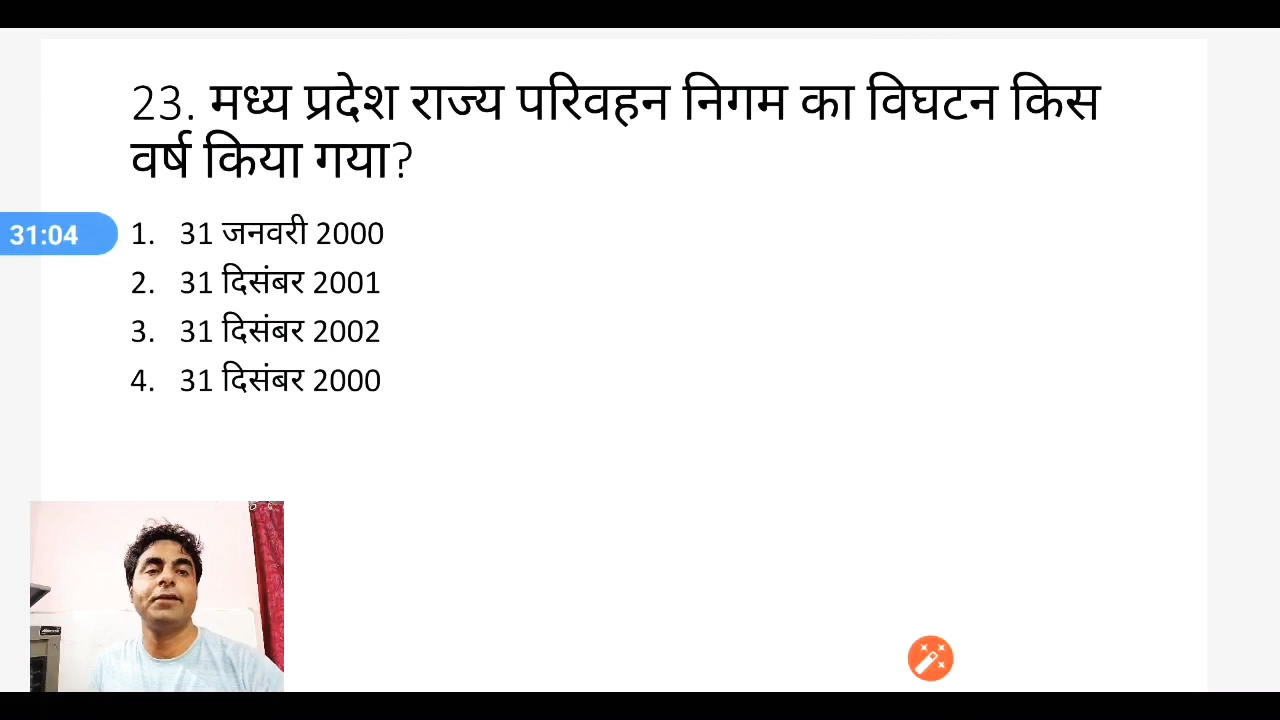 23. मध्य प्रदेश राज्य परिवहन निगम का विघटन किस
वर्ष किया गया?
31:04
1. 31 जनवरी 2000
2. 31 दिसंबर 2001
3. 31 दिसंबर 2002
4. 31 दिसंबर 2000